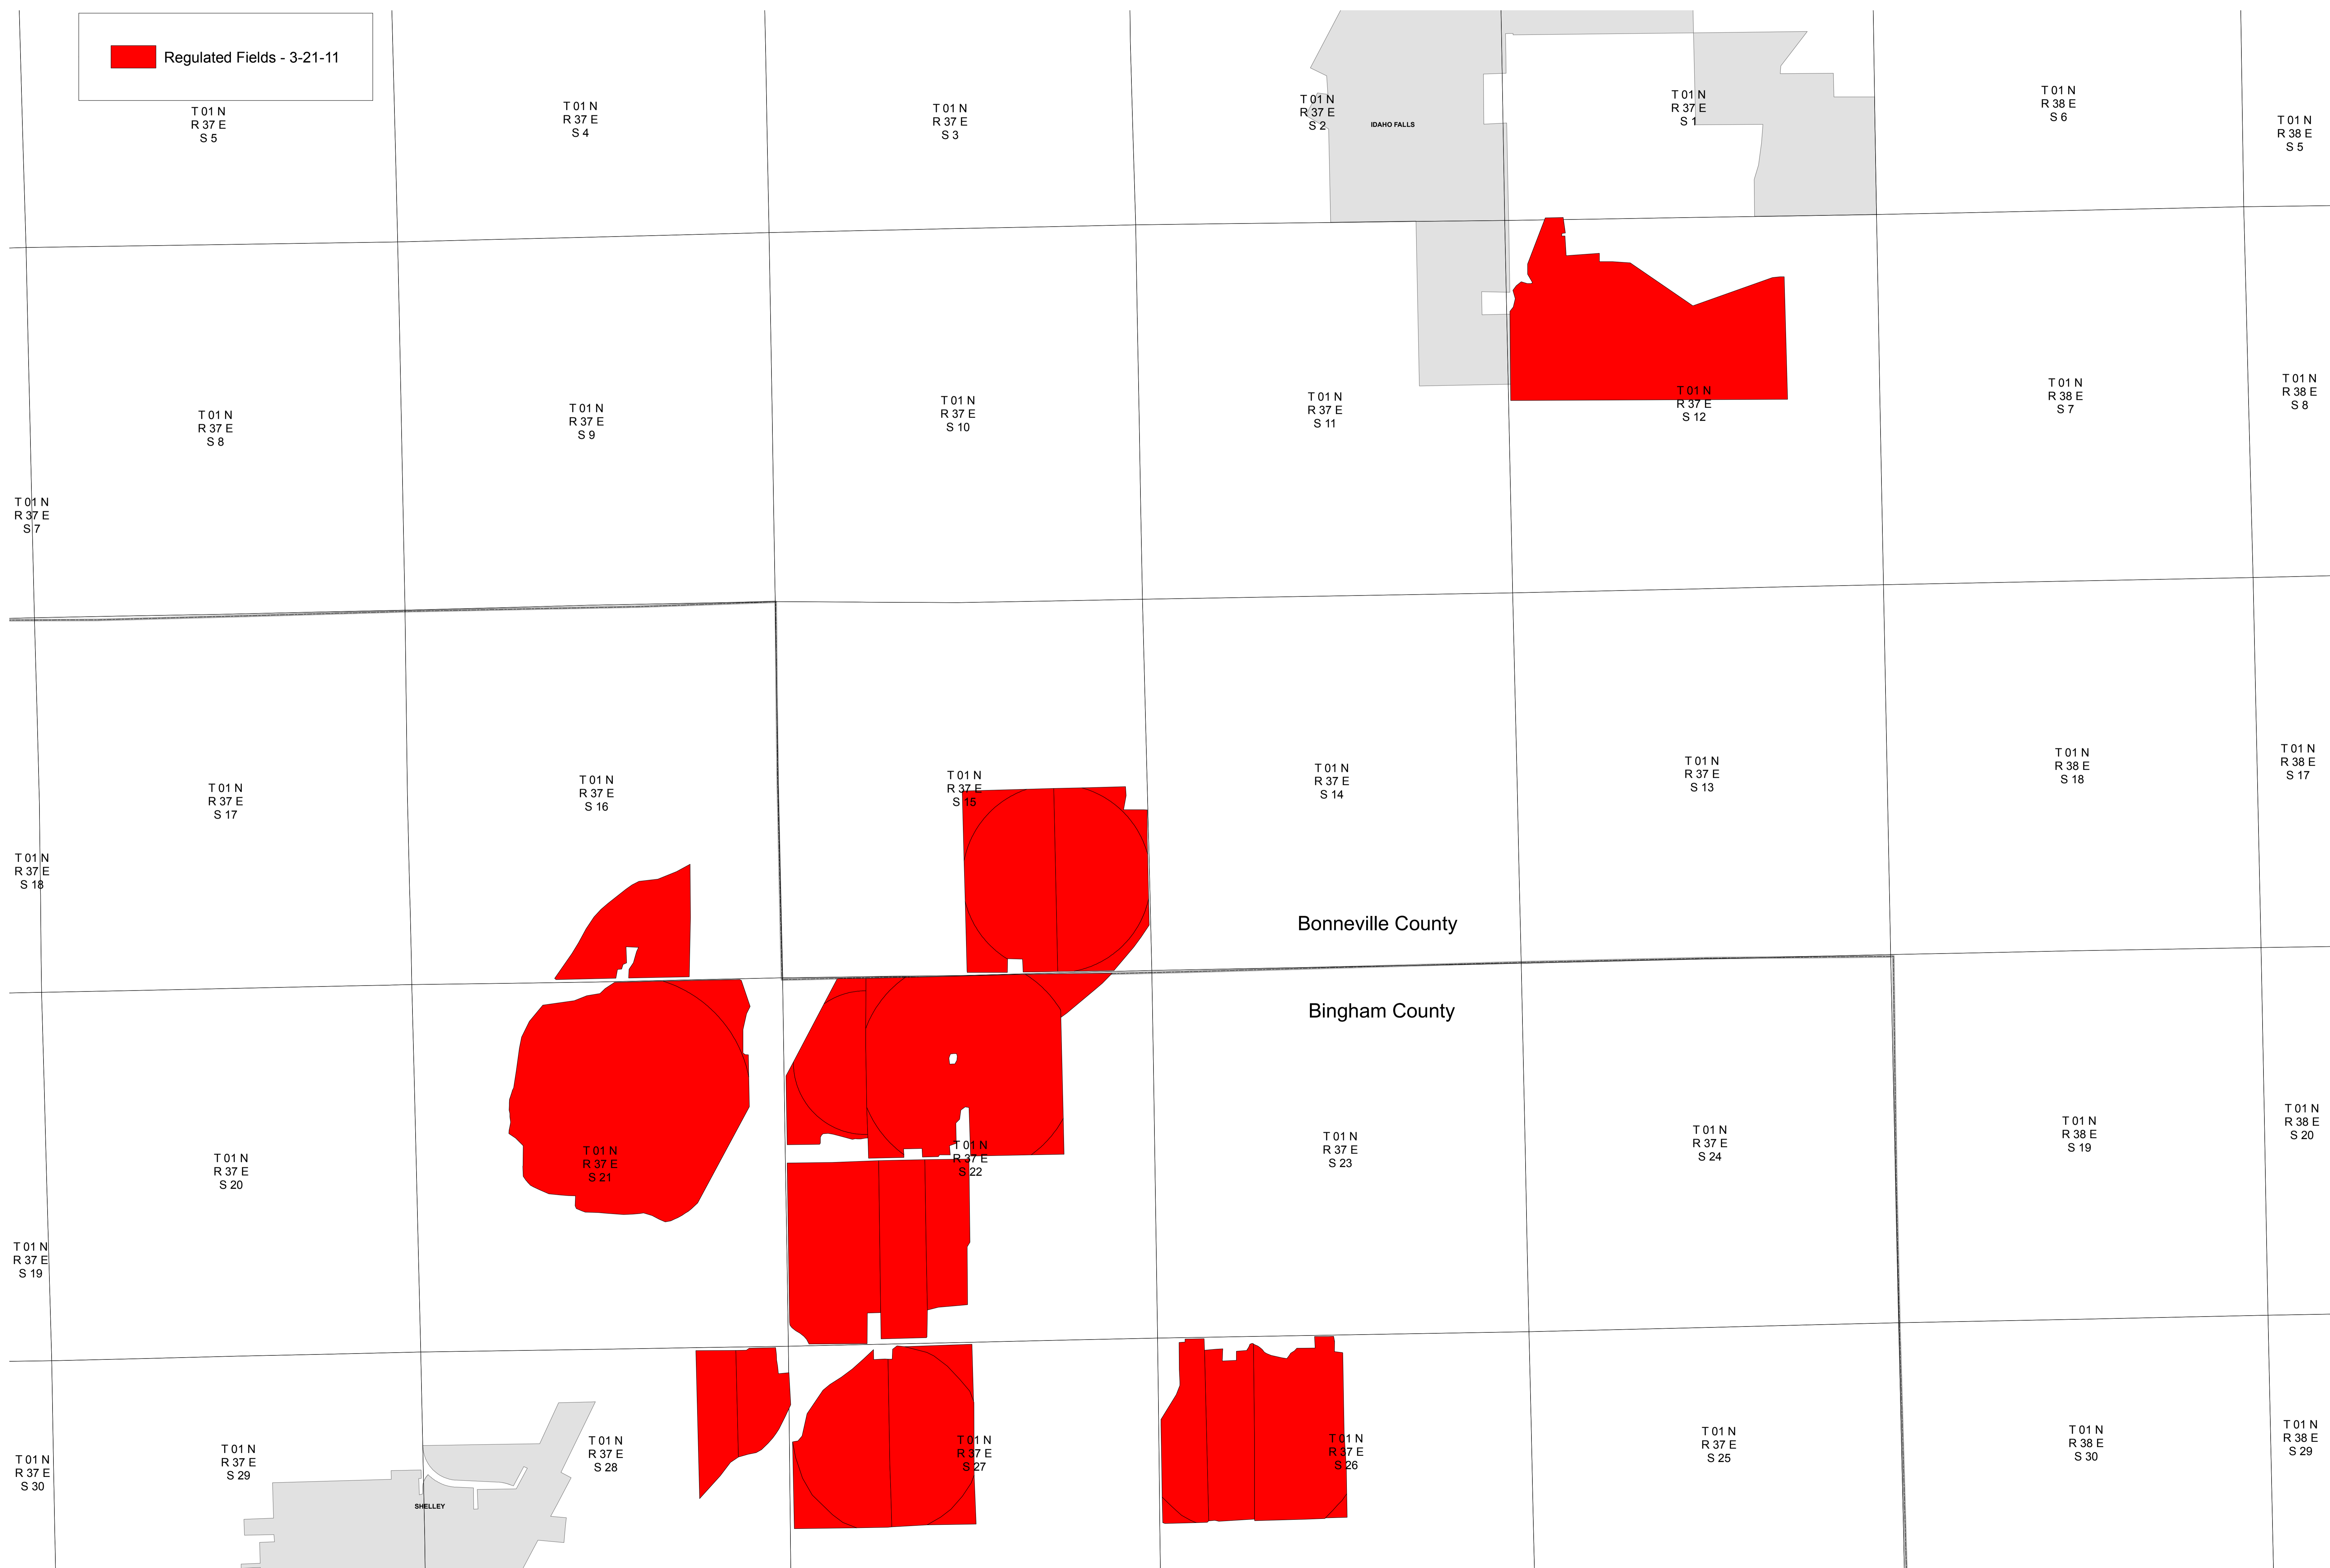 Regulated Fields - 3-21-11
T 01 N
R 37 E
S 5
T 01 N
R 37 E
S 4
T 01 N
R 37 E
S 3
T 01 N
R 37 E
S 2
IDAHO FALLS
T 01 N
R 37 E
S 1
T 01 N
R 38 E
S 6
T 01 N
R 38 E
S 5
T 01 N
R 37 E
S 7
T 01 N
R 37 E
S 8
T 01 N
R 37 E
S 9
T 01 N
R 37 E
S 10
T 01 N
R 37 E
S 11
T 01 N
R 37 E
S 12
T 01 N
R 38 E
S 7
T 01 N
R 38 E
S 8
T 01 N
R 37 E
S 18
T 01 N
R 37 E
S 17
T 01 N
R 37 E
S 16
T 01 N
R 37 E
S 15
T 01 N
R 37 E
S 14
T 01 N
R 37 E
S 13
T 01 N
R 38 E
S 18
T 01 N
R 38 E
S 17
Bonneville County
Bingham County
T 01 N
R 37 E
S 19
T 01 N
R 37 E
S 20
T 01 N
R 37 E
S 21
T 01 N
R 37 E
S 22
T 01 N
R 37 E
S 23
T 01 N
R 37 E
S 24
T 01 N
R 38 E
S 19
T 01 N
R 38 E
S 20
T 01 N
R 37 E
S 30
T 01 N
R 37 E
S 29
SHELLEY
T 01 N
R 37 E
S 28
T 01 N
R 37 E
S 27
T 01 N
R 37 E
S 26
T 01 N
R 37 E
S 25
T 01 N
R 38 E
S 30
T 01 N
R 38 E
S 29